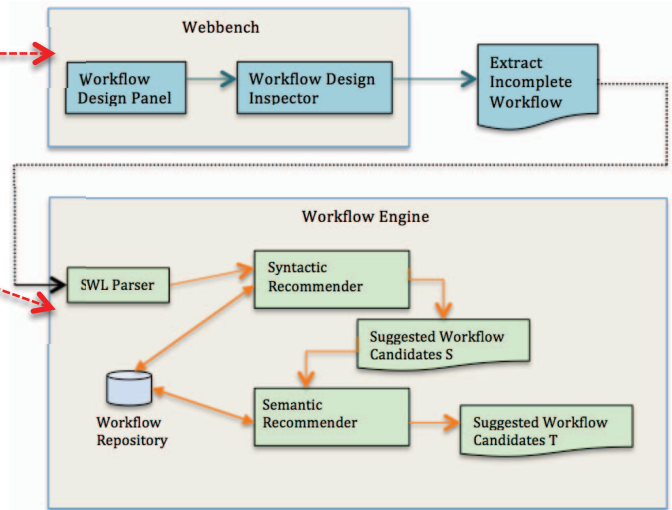 Webbench
Workflow
Design Panel
Workflow Design
Inspector
Extract
Incomplete
Workflow
Workflow Engine
SWL Parser
Syntactic
Recommender
Suggested Workflow
Candidates S
Workflow
Repository
Semantic
Recommender
Suggested Workflow
Candidates T